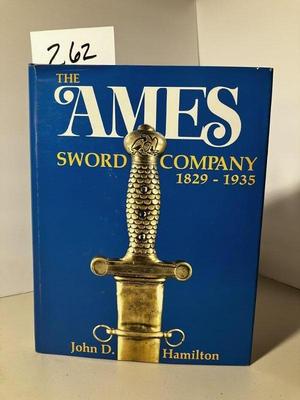 262
THE
AMES
SWORD COMPANY
1829 - 1935
John D. Hamilton